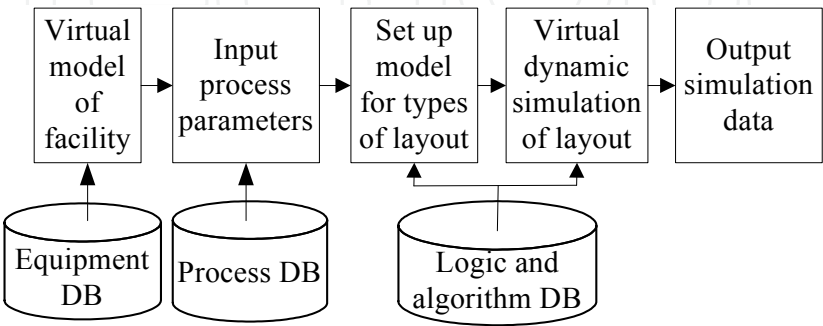 Virtual
model
of
facility
Input
process
parameters
Set up
model
for types
of layout
Virtual
dynamic
simulation
of layout
Output
simulation
data
Equipment
DB
Process DB
Logic and
algorithm DB